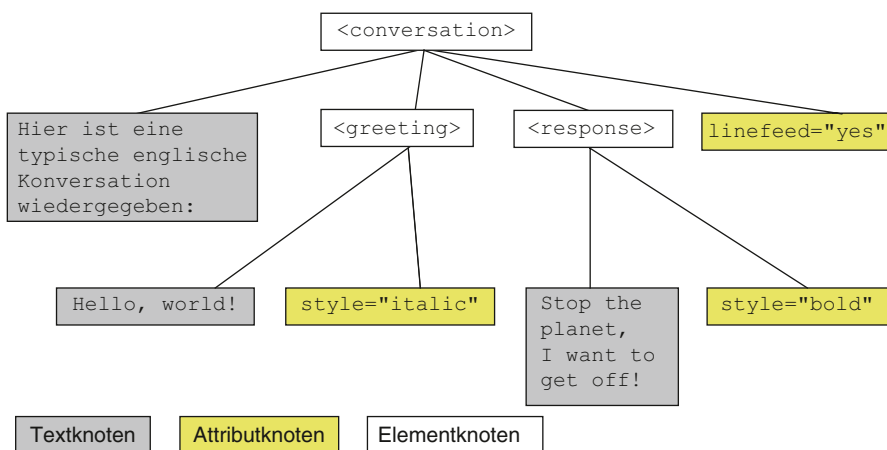 <conversation>
Hier ist eine
typische englische
Konversation
wiedergegeben:
<greeting>
<response>
linefeed="yes"
Hello, world!
style="italic"
Stop the
planet,
I want to
get off!
style="bold"
Textknoten
Attributknoten
Elementknoten